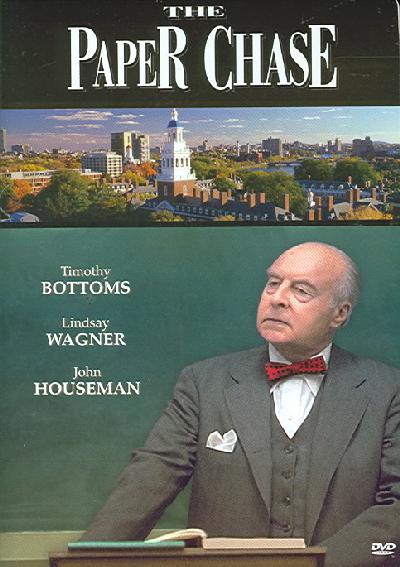 THE
PAPER CHASE
Timothy
BOTTOMS
Lindsay
WAGNER
John
HOUSEMAN
DVD